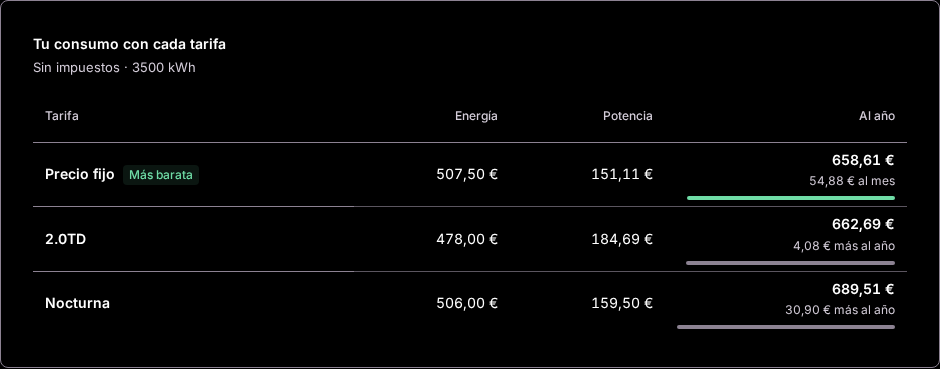 Tu consumo con cada tarifa
Sin impuestos · 3500 kWh
Tarifa Energía Potencia Al año
Precio fijo Más barata 507,50 € 151,11 € 658,61 €
54,88 € al mes
2.0TD 478,00 € 184,69 € 662,69 €
4,08 € más al año
Nocturna 506,00 € 159,50 € 689,51 €
30,90 € más al año